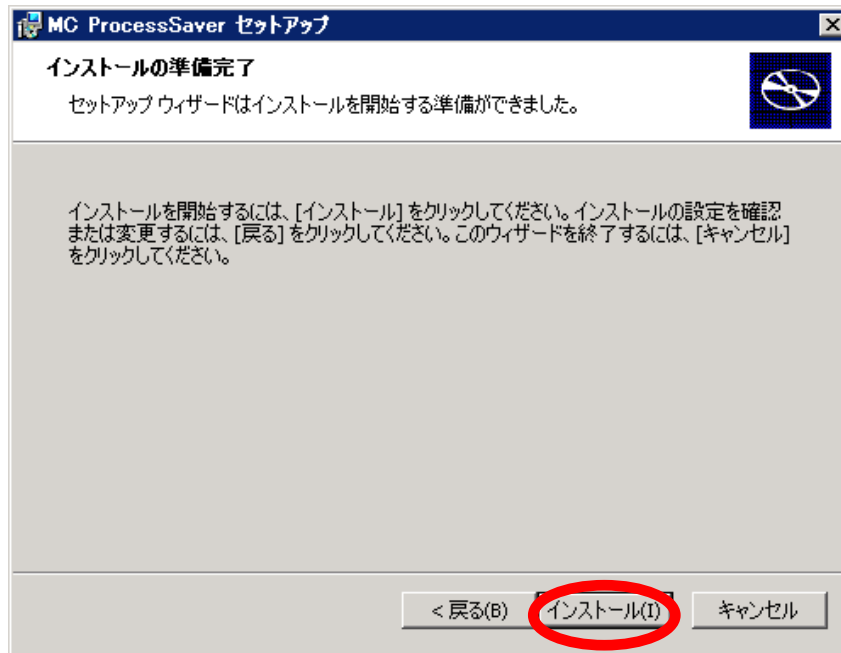 MC ProcessSaver セットアップ
インストールの準備完了
セットアップ ウィザードはインストールを開始する準備ができました。
インストールを開始するには、[インストール] をクリックしてください。インストールの設定を確認
または変更するには、[戻る] をクリックしてください。このウィザードを終了するには、[キャンセル]
をクリックしてください。
< 戻る(B) インストール(I) キャンセル